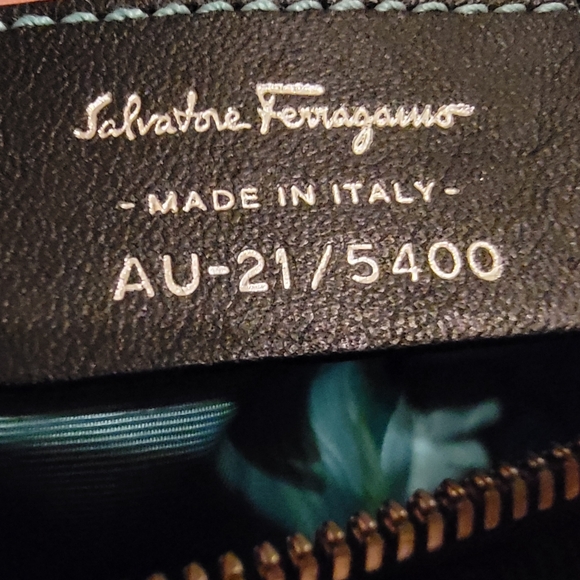 Salvatore Ferragamo
-MADE IN ITALY-
AU-21/5400